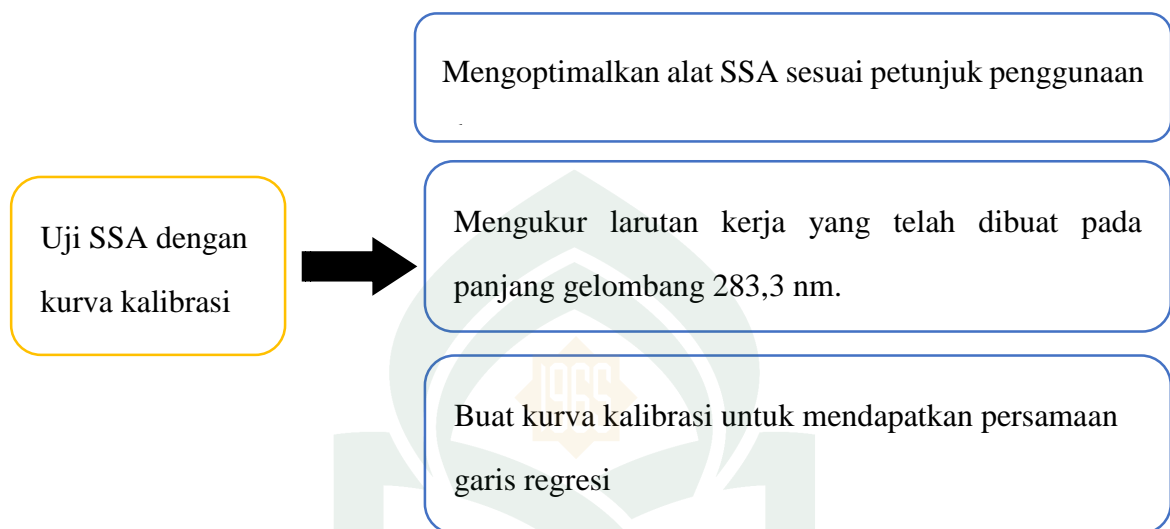 Mengoptimalkan alat SSA sesuai petunjuk penggunaan
Uji SSA dengan
kurva kalibrasi
Mengukur larutan kerja yang telah dibuat pada
panjang gelombang 283,3 nm.
Buat kurva kalibrasi untuk mendapatkan persamaan
garis regresi
1965